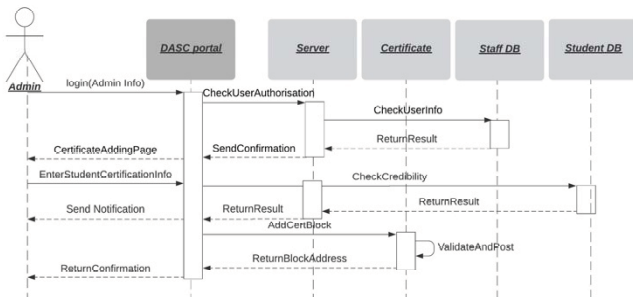 DASC portal
Server
Certificate
Staff DB
Student DB
Admin
login(Admin Info)
CheckUserAuthorisation
CheckUserInfo
ReturnResult
SendConfirmation
CertificateAddingPage
EnterStudentCertificationInfo
CheckCredibility
ReturnResult
ReturnResult
Send Notification
AddCertBlock
ValidateAndPost
ReturnBlockAddress
ReturnConfirmation